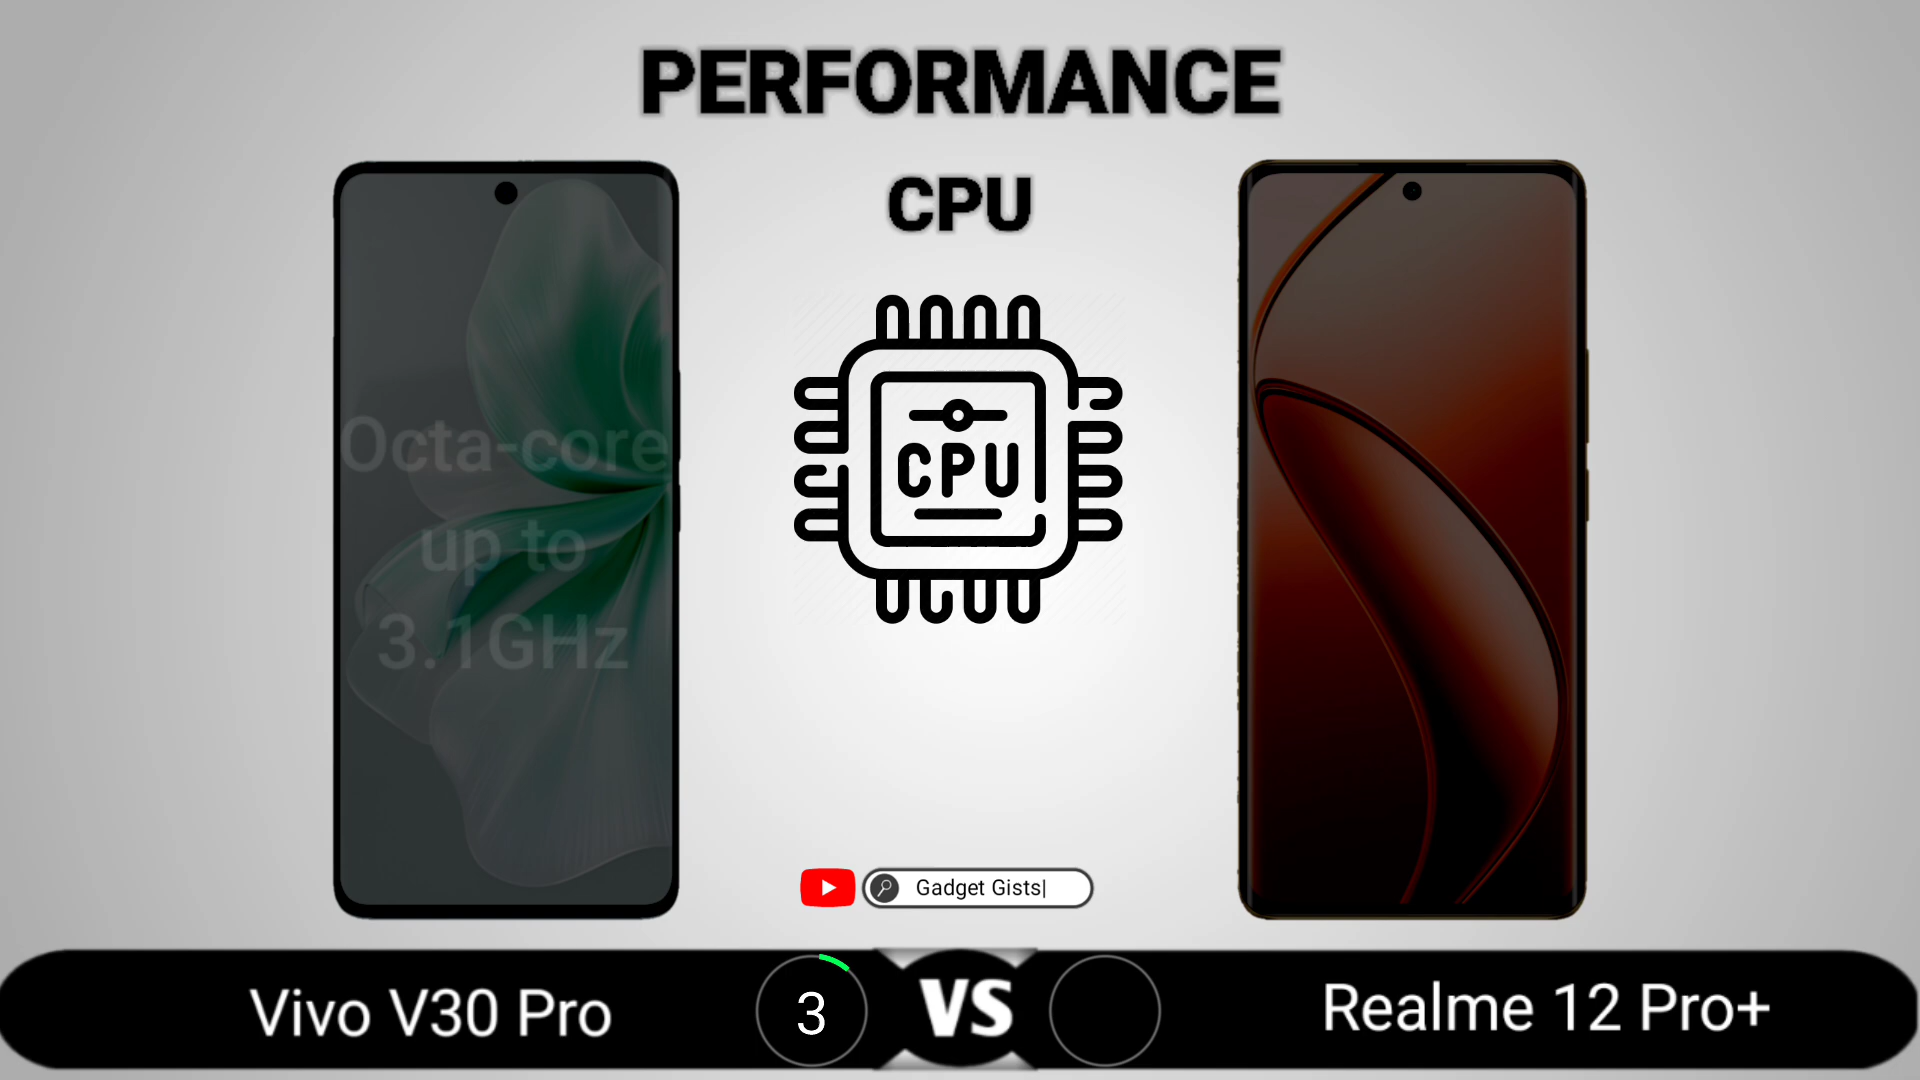 PERFORMANCE
CPU
Octa-core
up to
3.1GHz
CPU
Gadget Gists|
Vivo V30 Pro
3
VS
Realme 12 Pro+